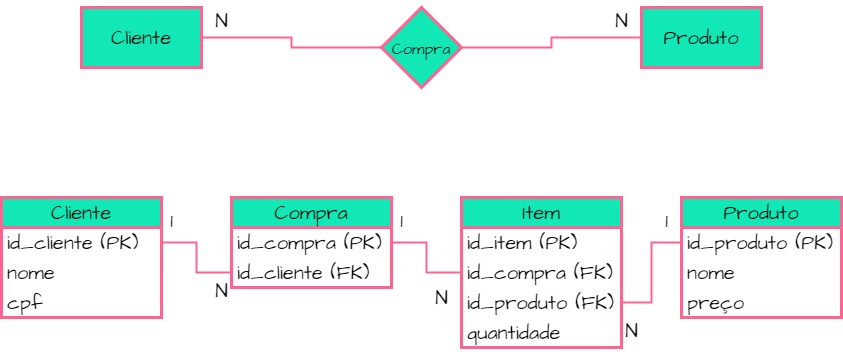 N
N
Cliente
Compra
Produto
Cliente
Compra
Item
Produto
1
1
1
id_cliente (PK)
nome
cpf
id_compra (PK)
id_cliente (FK)
id_item (PK)
id_compra (FK)
id_produto (FK)
quantidade
id_produto (PK)
nome
preço
N
N
N